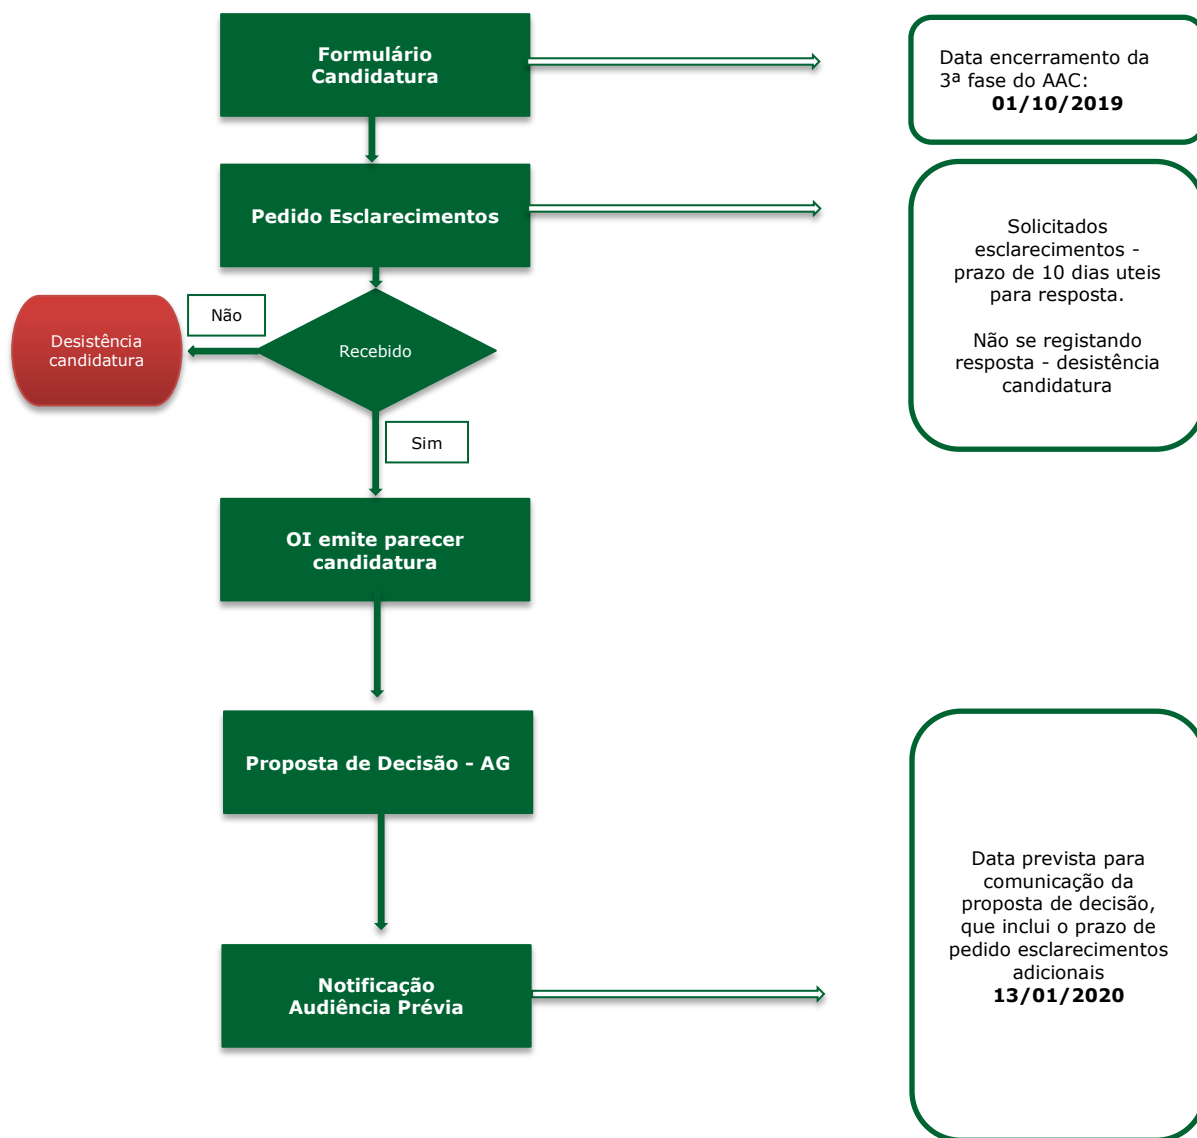 Formulário
Candidatura
Data encerramento da
3ª fase do AAC:
01/10/2019
Pedido Esclarecimentos
Solicitados
esclarecimentos -
prazo de 10 dias uteis
para resposta.
Não se registando
resposta - desistência
candidatura
Não
Desistência
candidatura
Recebido
Sim
OI emite parecer
candidatura
Proposta de Decisão - AG
Data prevista para
comunicação da
proposta de decisão,
que inclui o prazo de
pedido esclarecimentos
adicionais
13/01/2020
Notificação
Audiência Prévia